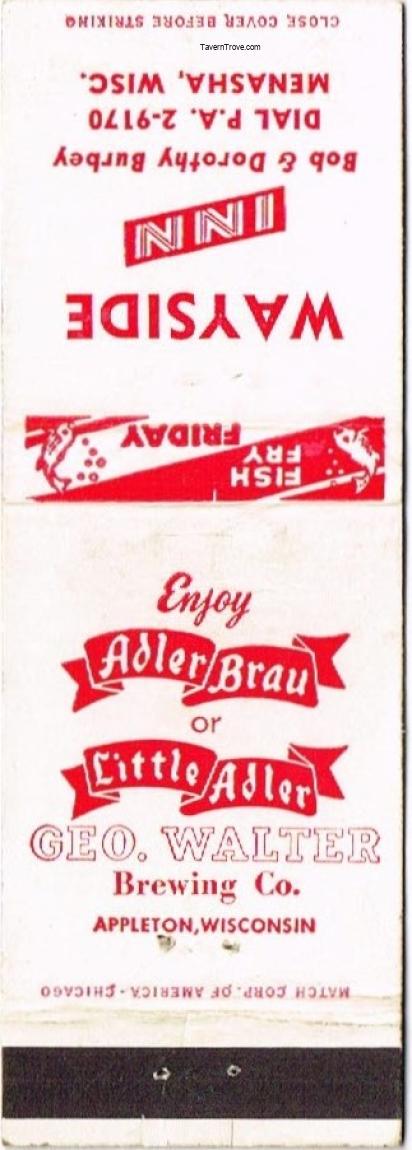 CLOSE COVER BEFORE STRIKING
TavernTrove.com
MENASHA, WISC.
DIAL P.A. 2-9170
Bob & Dorothy Burbey
INN
WAYSIDE
FRIDAY
FISH
FRY
Enjoy
Adler Brau
or
Little Adler
GEO. WALTER
Brewing Co.
APPLETON, WISCONSIN
MATCH CORP. OF AMERICA - CHICAGO